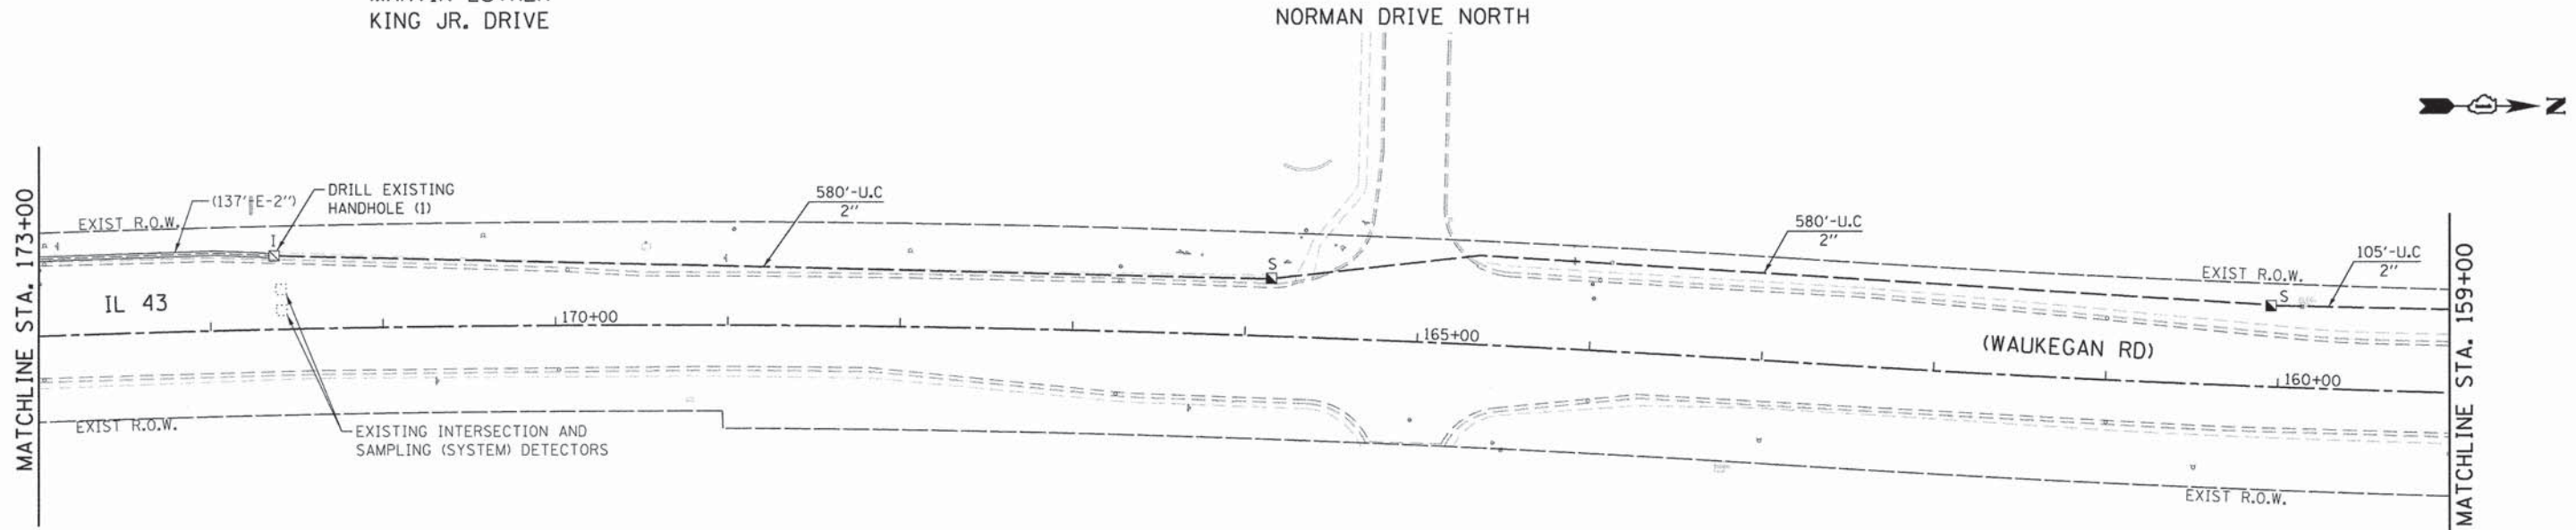 KING JR. DRIVE
NORMAN DRIVE NORTH
N
MATCHLINE STA. 173+00
EXIST R.O.W.
(137' E-2")
DRILL EXISTING
HANDHOLE (1)
I
580'-U.C
2"
S
580'-U.C
2"
EXIST R.O.W.
S
105'-U.C
2"
IL 43
170+00
165+00
(WAUKEGAN RD)
160+00
MATCHLINE STA. 159+00
EXIST R.O.W.
EXISTING INTERSECTION AND
SAMPLING (SYSTEM) DETECTORS
EXIST R.O.W.